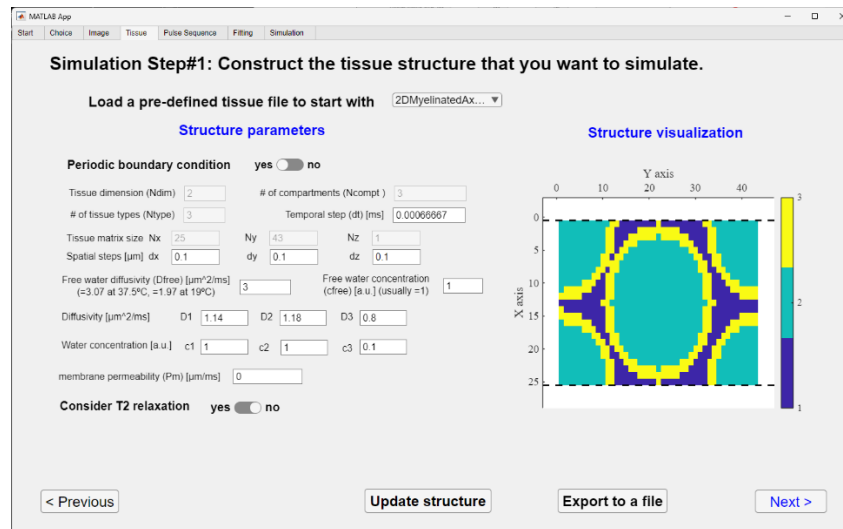 MATLAB App
Start Choice Image Tissue Pulse Sequence Fitting Simulation
Simulation Step#1: Construct the tissue structure that you want to simulate.
Load a pre-defined tissue file to start with 2DMyelinatedAx... ▼
Structure parameters
Periodic boundary condition yes no
Tissue dimension (Ndim) 2 # of compartments (Ncompt ) 3
# of tissue types (Ntype) 3 Temporal step (dt) [ms] 0.00066667
Tissue matrix size Nx 25 Ny 43 Nz 1
Spatial steps [µm] dx 0.1 dy 0.1 dz 0.1
Free water diffusivity (Dfree) [µm^2/ms]
(=3.07 at 37.5ºC, =1.97 at 19ºC) 3
Free water concentration
(cfree) [a.u.] (usually =1) 1
Diffusivity [µm^2/ms] D1 1.14 D2 1.18 D3 0.8
Water concentration [a.u.] c1 1 c2 1 c3 0.1
membrane permeability (Pm) [µm/ms] 0
Consider T2 relaxation yes no
Structure visualization
Y axis
0 10 20 30 40
X axis
0
5
10
15
20
25
3
2
1
< Previous Update structure Export to a file Next >